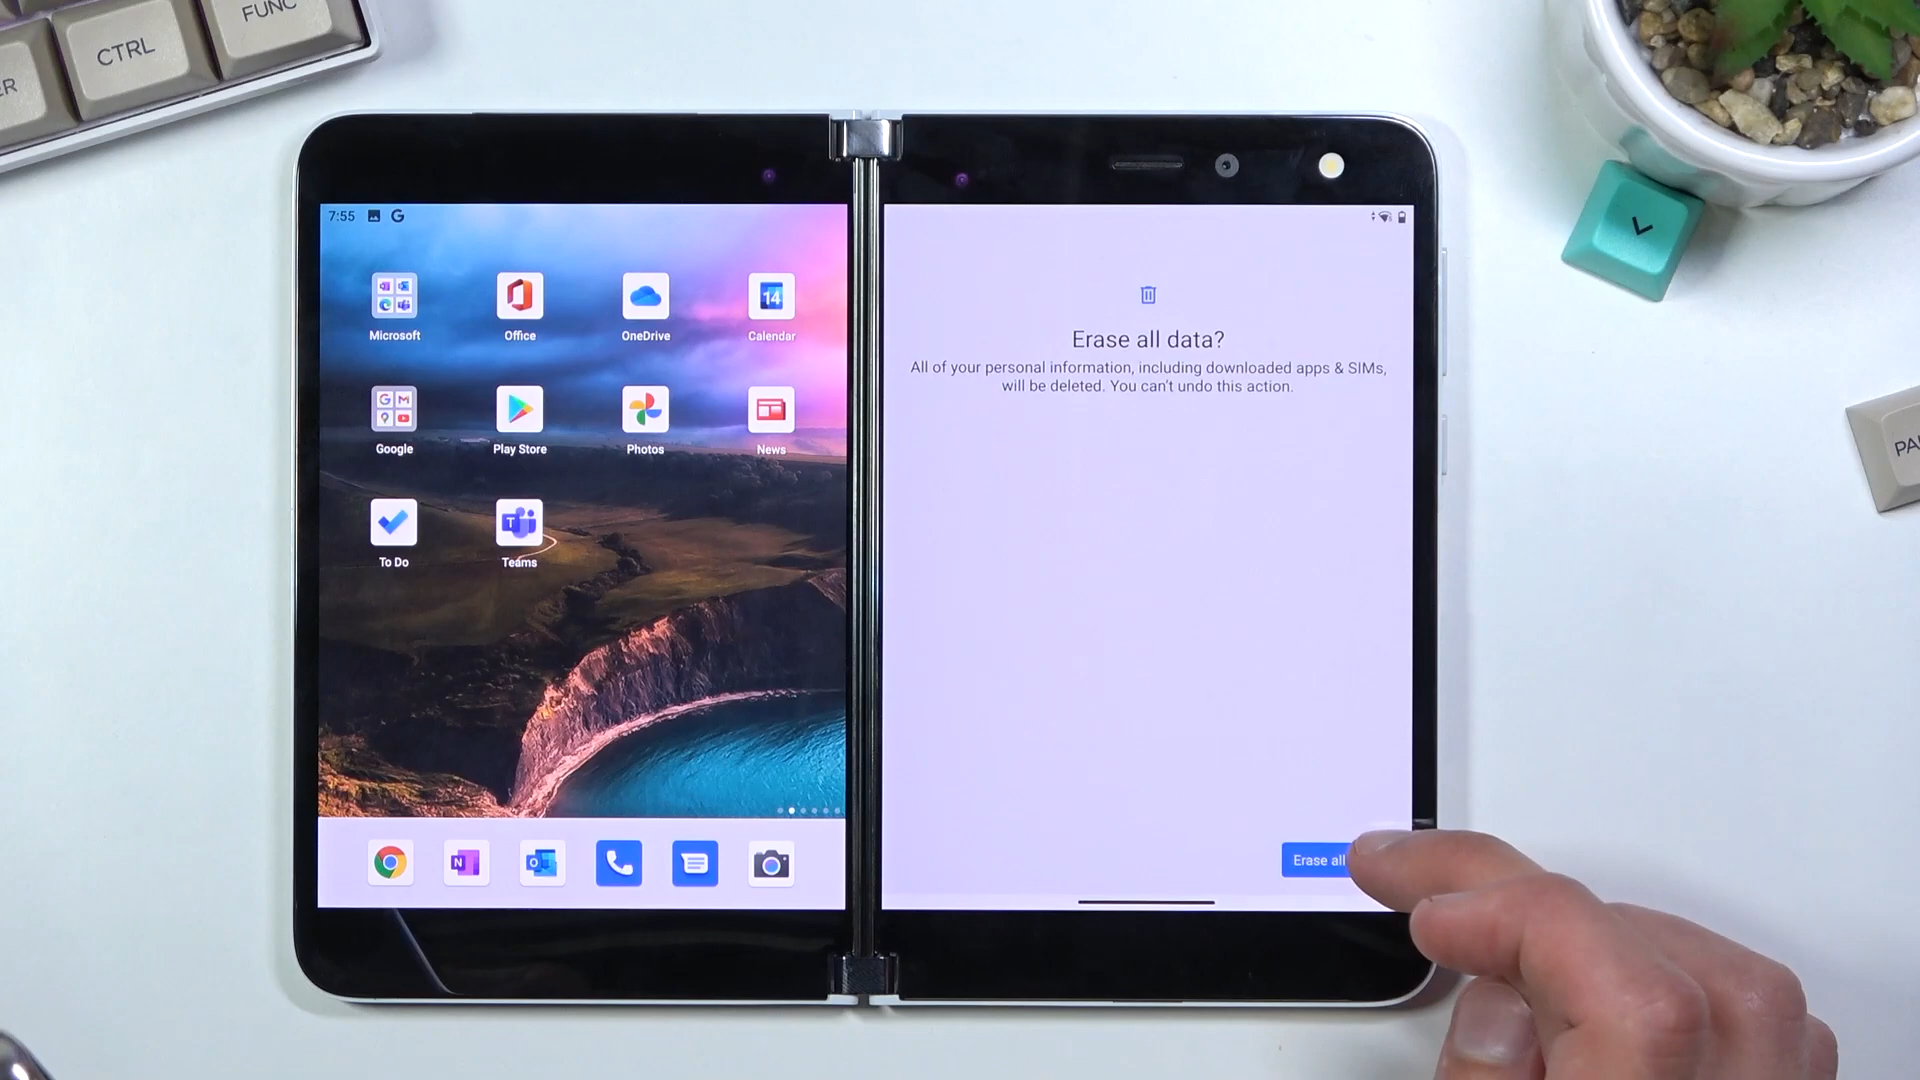 FUNC
CTRL
ER
7:55
14
Microsoft
Office
OneDrive
Calendar
Google
Play Store
Photos
News
T
To Do
Teams
N
O
Erase all data?
All of your personal information, including downloaded apps & SIMs,
will be deleted. You can't undo this action.
Erase all
PA